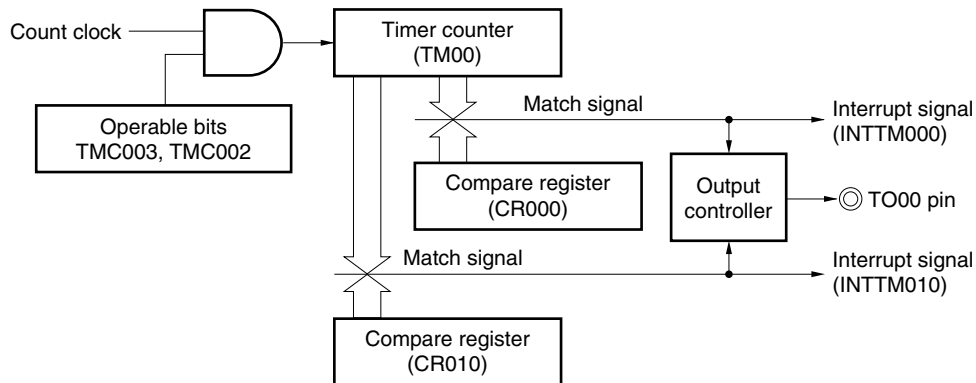 Count clock
Timer counter
(TM00)
Operable bits
TMC003, TMC002
Match signal
Interrupt signal
(INTTM000)
Compare register
(CR000)
Output
controller
TO00 pin
Match signal
Interrupt signal
(INTTM010)
Compare register
(CR010)